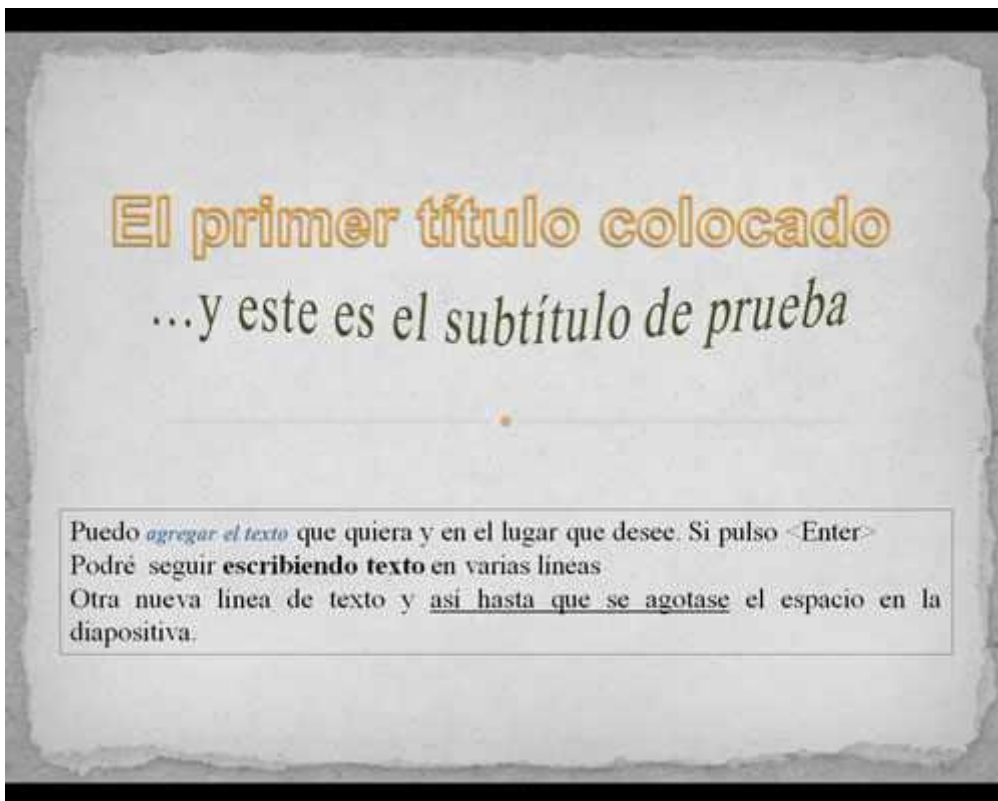 El primer título colocado
...y este es el subtítulo de prueba
Puedo agregar el texto que quiera y en el lugar que desee. Si pulso <Enter>
Podré seguir escribiendo texto en varias líneas
Otra nueva línea de texto y así hasta que se agotase el espacio en la
diapositiva.